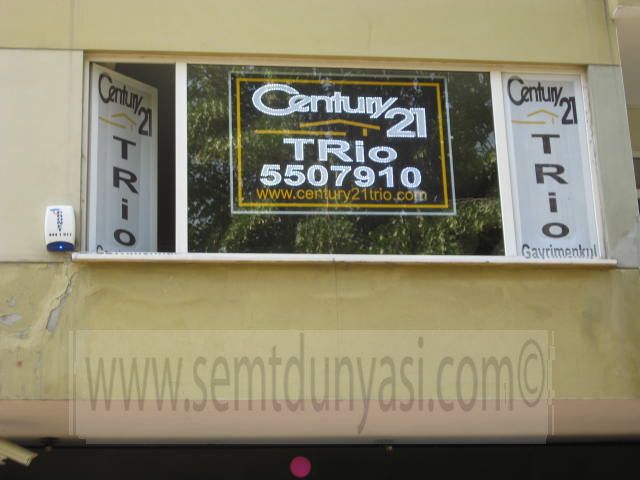 Century 21
TRio
Century 21
TRio
5507910
www.century21trio.com
Century 21
TRio
Gayrimenkul
www.semtdunyasi.com©